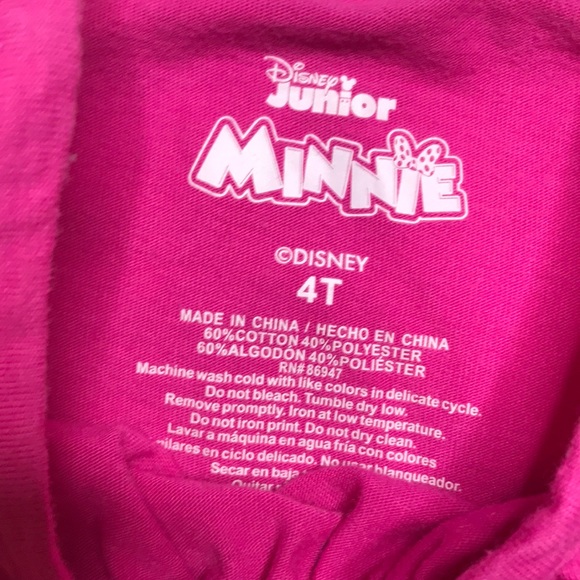 Disney
Junior
MINNIE
©DISNEY
4T
MADE IN CHINA / HECHO EN CHINA
60%COTTON 40%POLYESTER
60%ALGODÓN 40%POLIÉSTER
RN#86947
Machine wash cold with like colors in delicate cycle.
Do not bleach. Tumble dry low.
Remove promptly. Iron at low temperature.
Do not iron print. Do not dry clean.
Lavar a máquina en agua fría con colores
en ciclo delicado. No usar blanqueador.
Secar en baja
Quitar